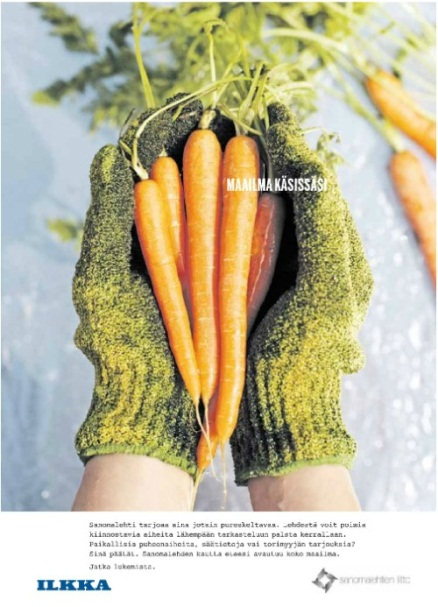 MAAILMA KÄSISSÄSI
Sanomalehti tarjoaa aina jotain pureskeltavaa. Lehdestä voit poimia
kiinnostavia aiheita lähempään tarkasteluun palsta kerrallaan.
Paikallisia puheenaiheita, säätietoja vai torimyyjän tarjouksia?
Sinä päätät. Sanomalehden kautta eteesi avautuu koko maailma.
Jatka lukemista.
ILKKA
sanomalehtien liitto